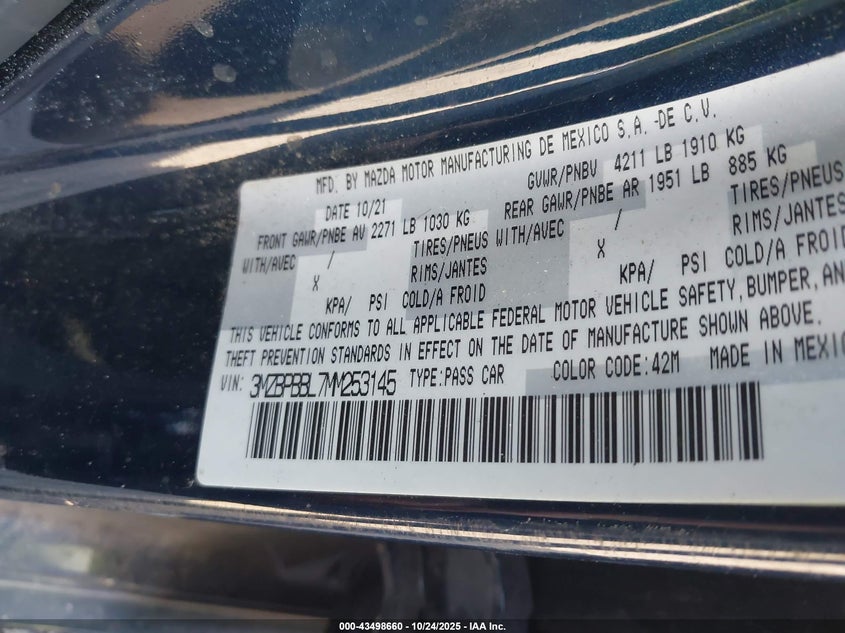 MFD. BY MAZDA MOTOR MANUFACTURING DE MEXICO S.A. -DE C.V.
DATE 10/21 GVWR/PNBV 4211 LB 1910 KG
FRONT GAWR/PNBE AV 2271 LB 1030 KG REAR GAWR/PNBE AR 1951 LB 885 KG
WITH/AVEC / TIRES/PNEUS WITH/AVEC / TIRES/PNEUS
X RIMS/JANTES X RIMS/JANTES
KPA/ PSI COLD/A FROID KPA/ PSI COLD/A FROID
THIS VEHICLE CONFORMS TO ALL APPLICABLE FEDERAL MOTOR VEHICLE SAFETY, BUMPER, AN
THEFT PREVENTION STANDARDS IN EFFECT ON THE DATE OF MANUFACTURE SHOWN ABOVE.
VIN: 3MZBPBBL7MM253145 TYPE:PASS CAR COLOR CODE:42M MADE IN MEXIC
000-43498660 - 10/24/2025 - IAA Inc.